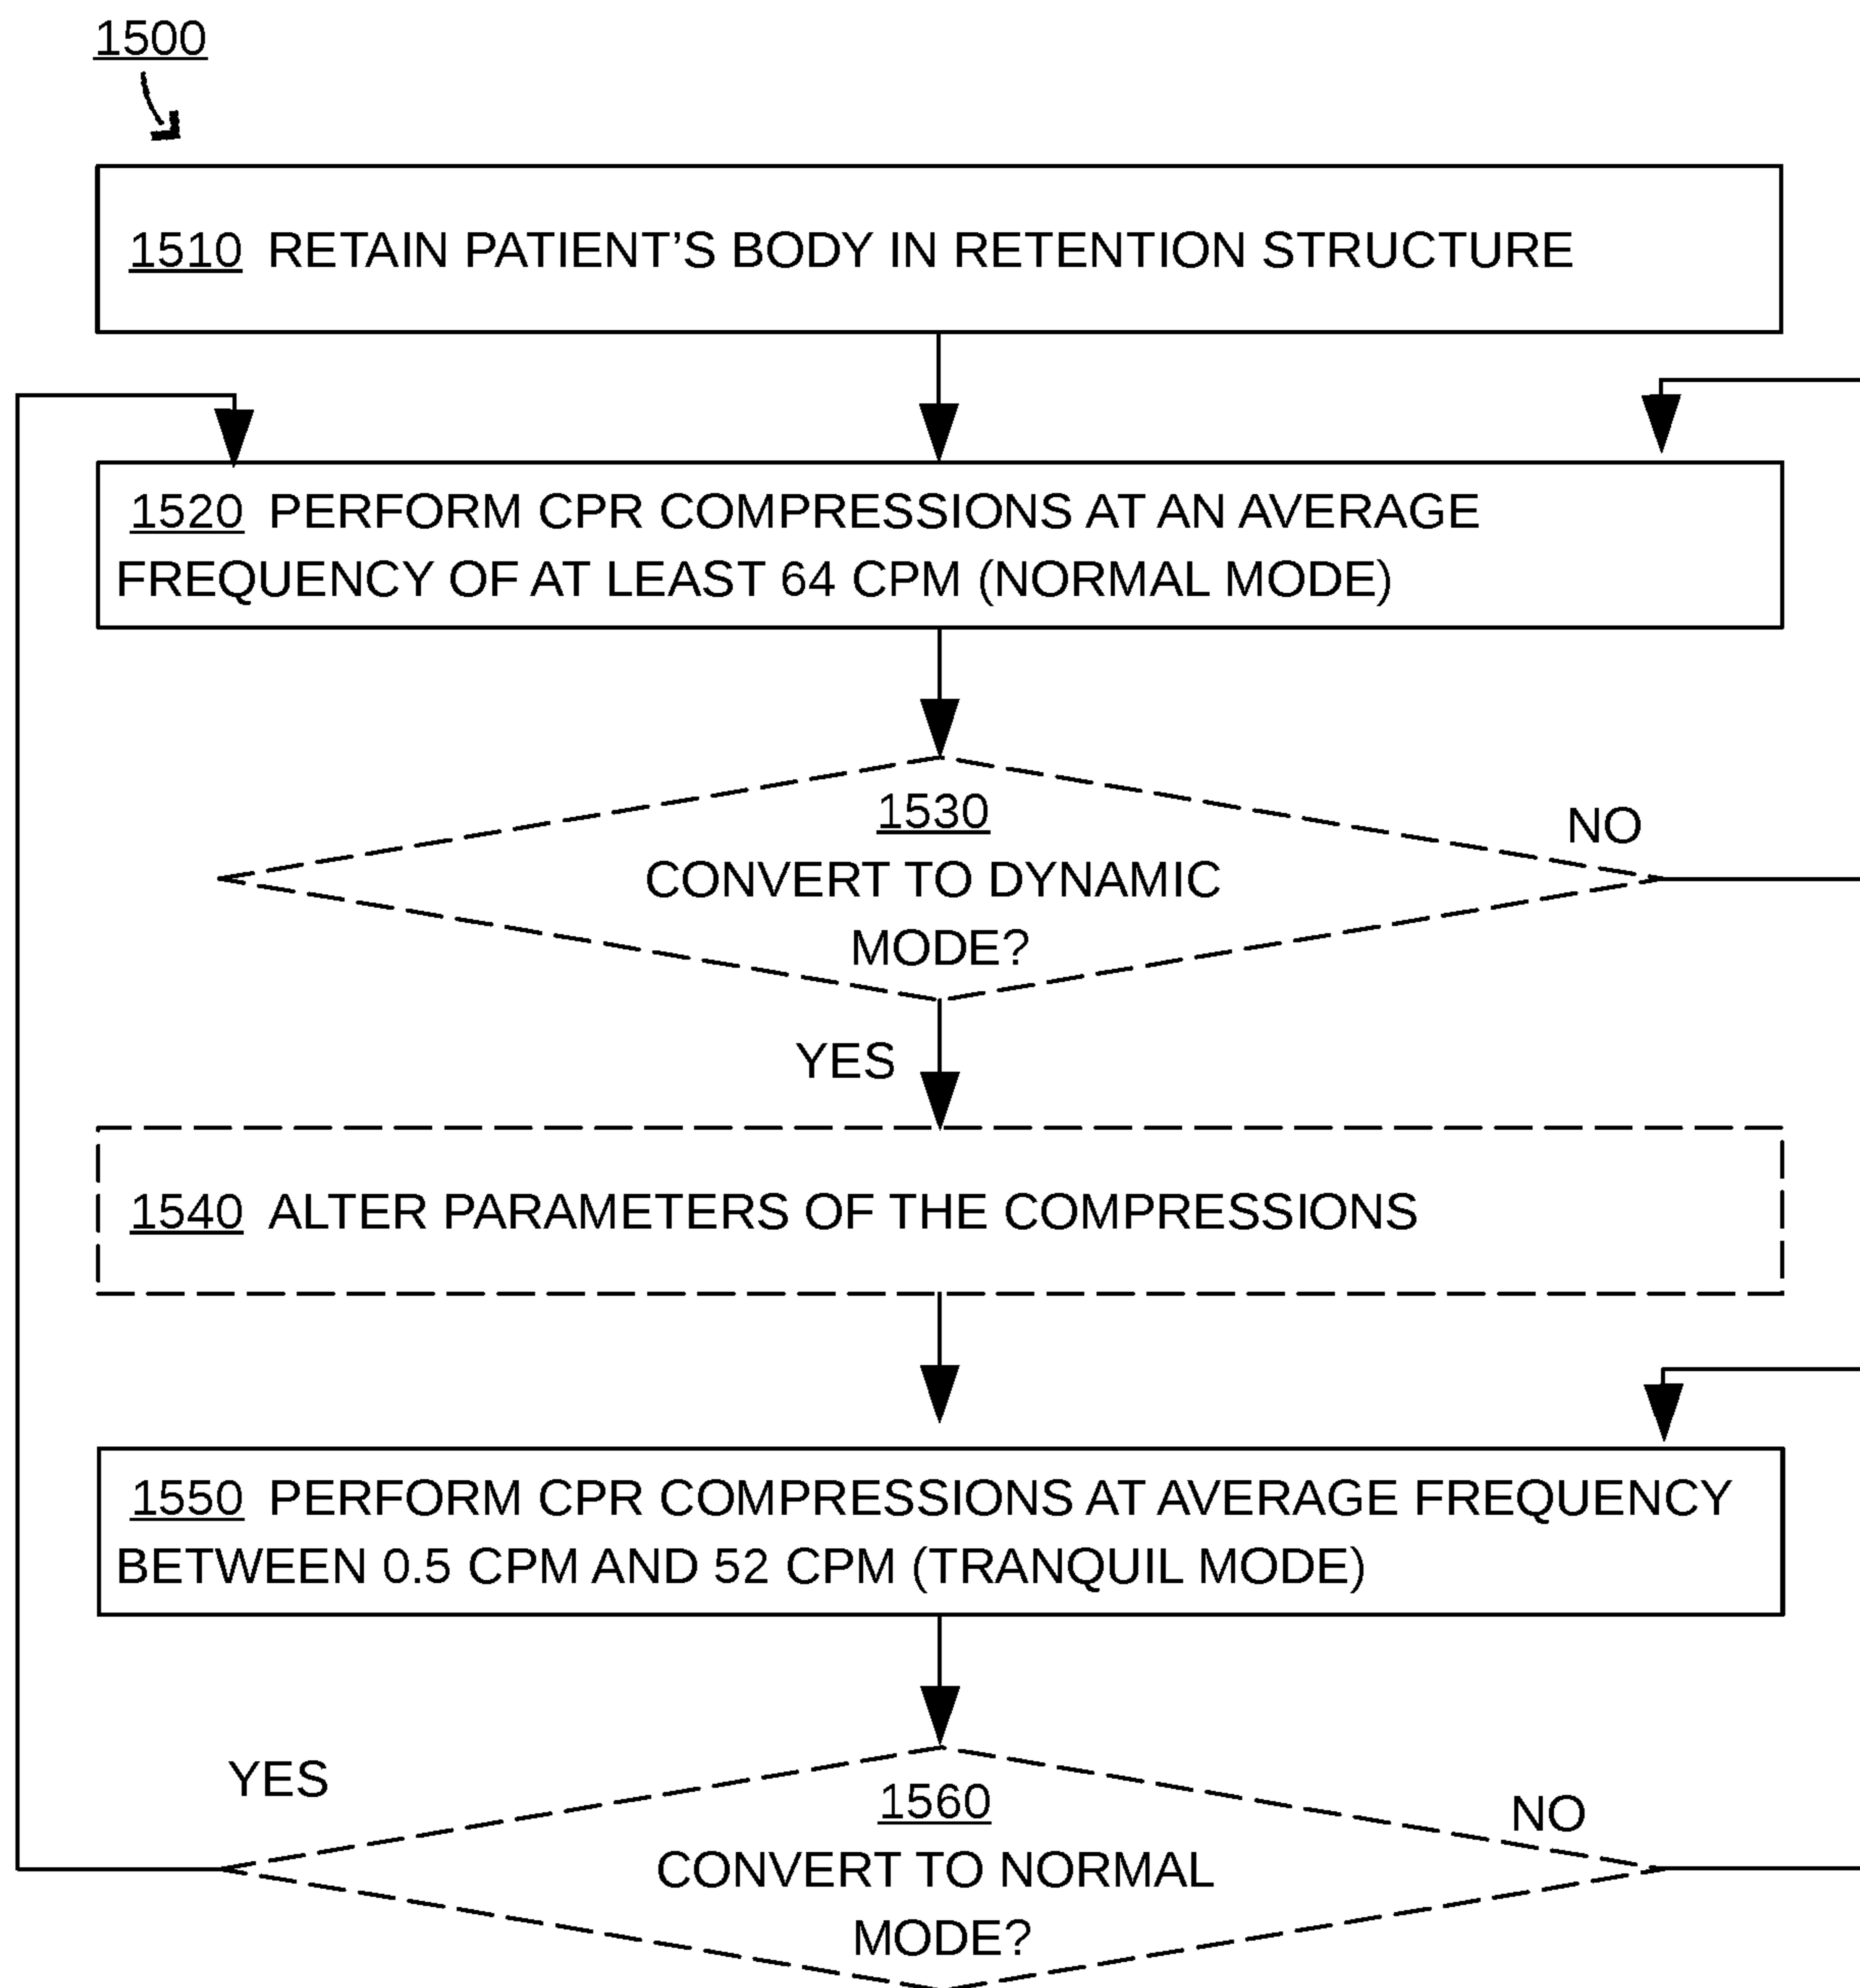 1500
1510 RETAIN PATIENT’S BODY IN RETENTION STRUCTURE
1520 PERFORM CPR COMPRESSIONS AT AN AVERAGE
FREQUENCY OF AT LEAST 64 CPM (NORMAL MODE)
1530
NO
CONVERT TO DYNAMIC
MODE?
YES
1540 ALTER PARAMETERS OF THE COMPRESSIONS
1550 PERFORM CPR COMPRESSIONS AT AVERAGE FREQUENCY
BETWEEN 0.5 CPM AND 52 CPM (TRANQUIL MODE)
YES
1560
NO
CONVERT TO NORMAL
MODE?